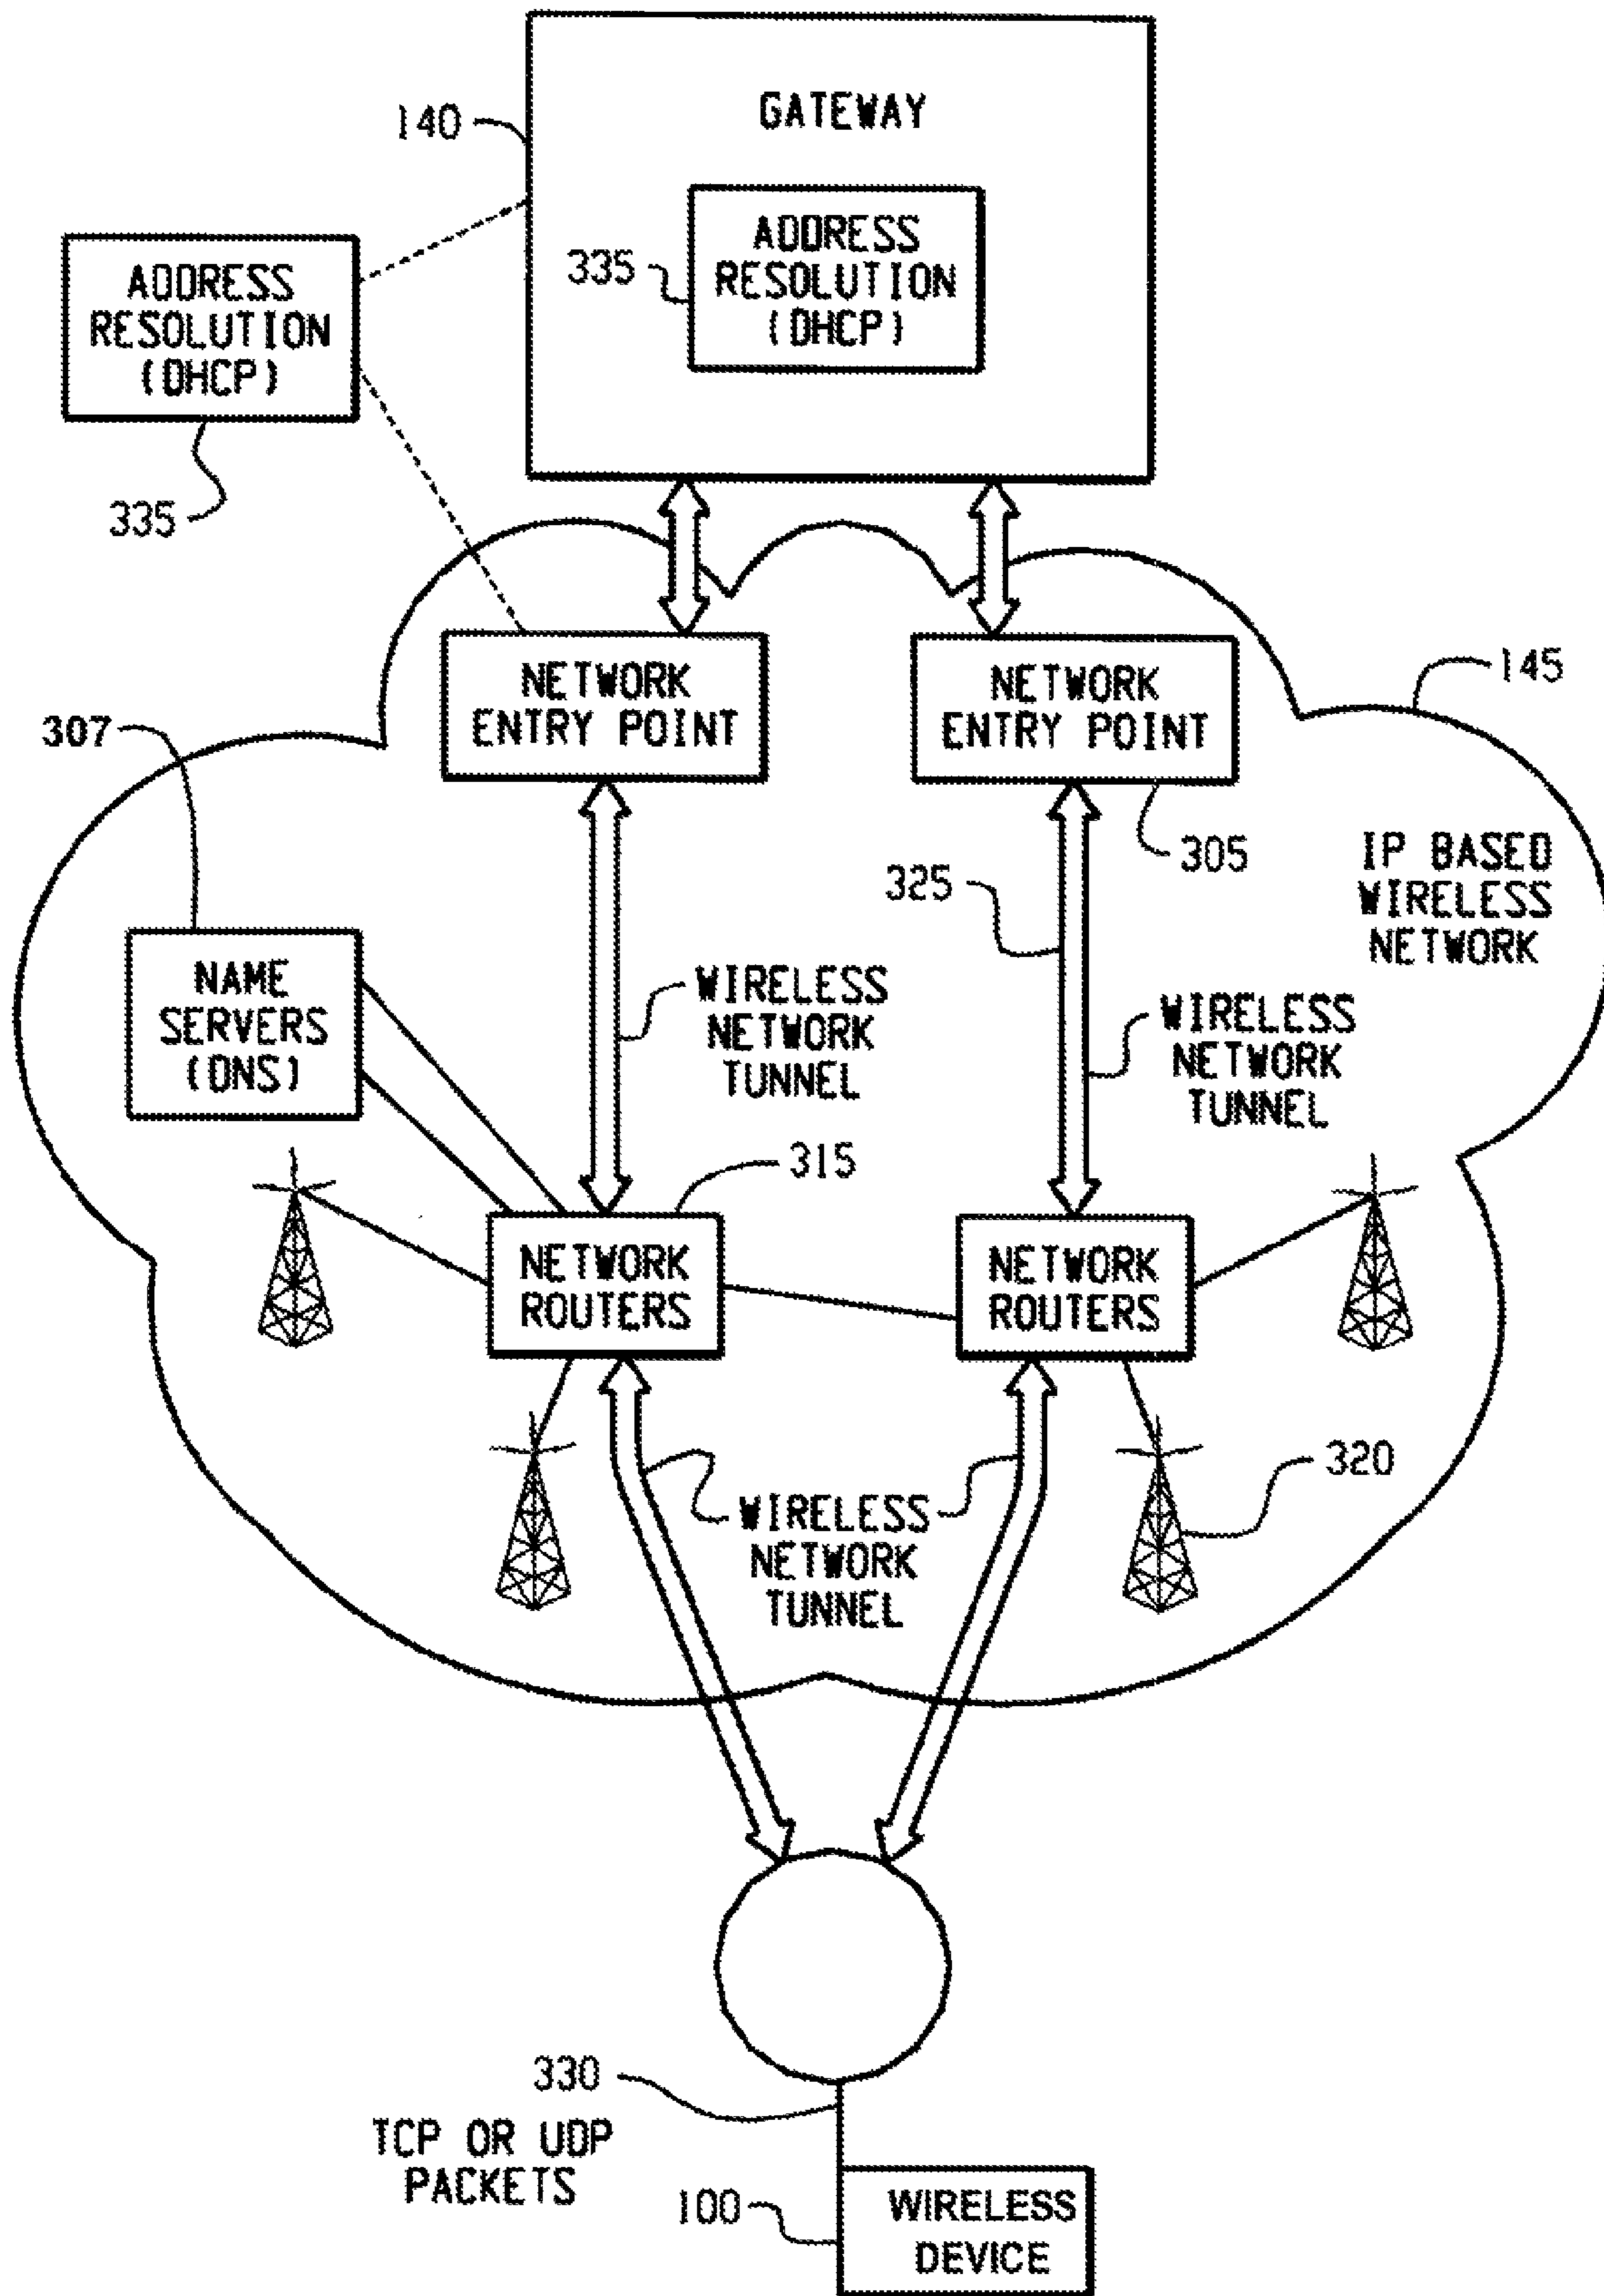 GATEWAY
140
ADDRESS
RESOLUTION
(DHCP)
335
ADDRESS
RESOLUTION
(DHCP)
335
NETWORK
ENTRY POINT
NETWORK
ENTRY POINT
145
307
305
IP BASED
WIRELESS
NETWORK
325
NAME
SERVERS
(DNS)
WIRELESS
NETWORK
TUNNEL
WIRELESS
NETWORK
TUNNEL
315
NETWORK
ROUTERS
NETWORK
ROUTERS
320
WIRELESS
NETWORK
TUNNEL
330
TCP OR UDP
PACKETS
100
WIRELESS
DEVICE